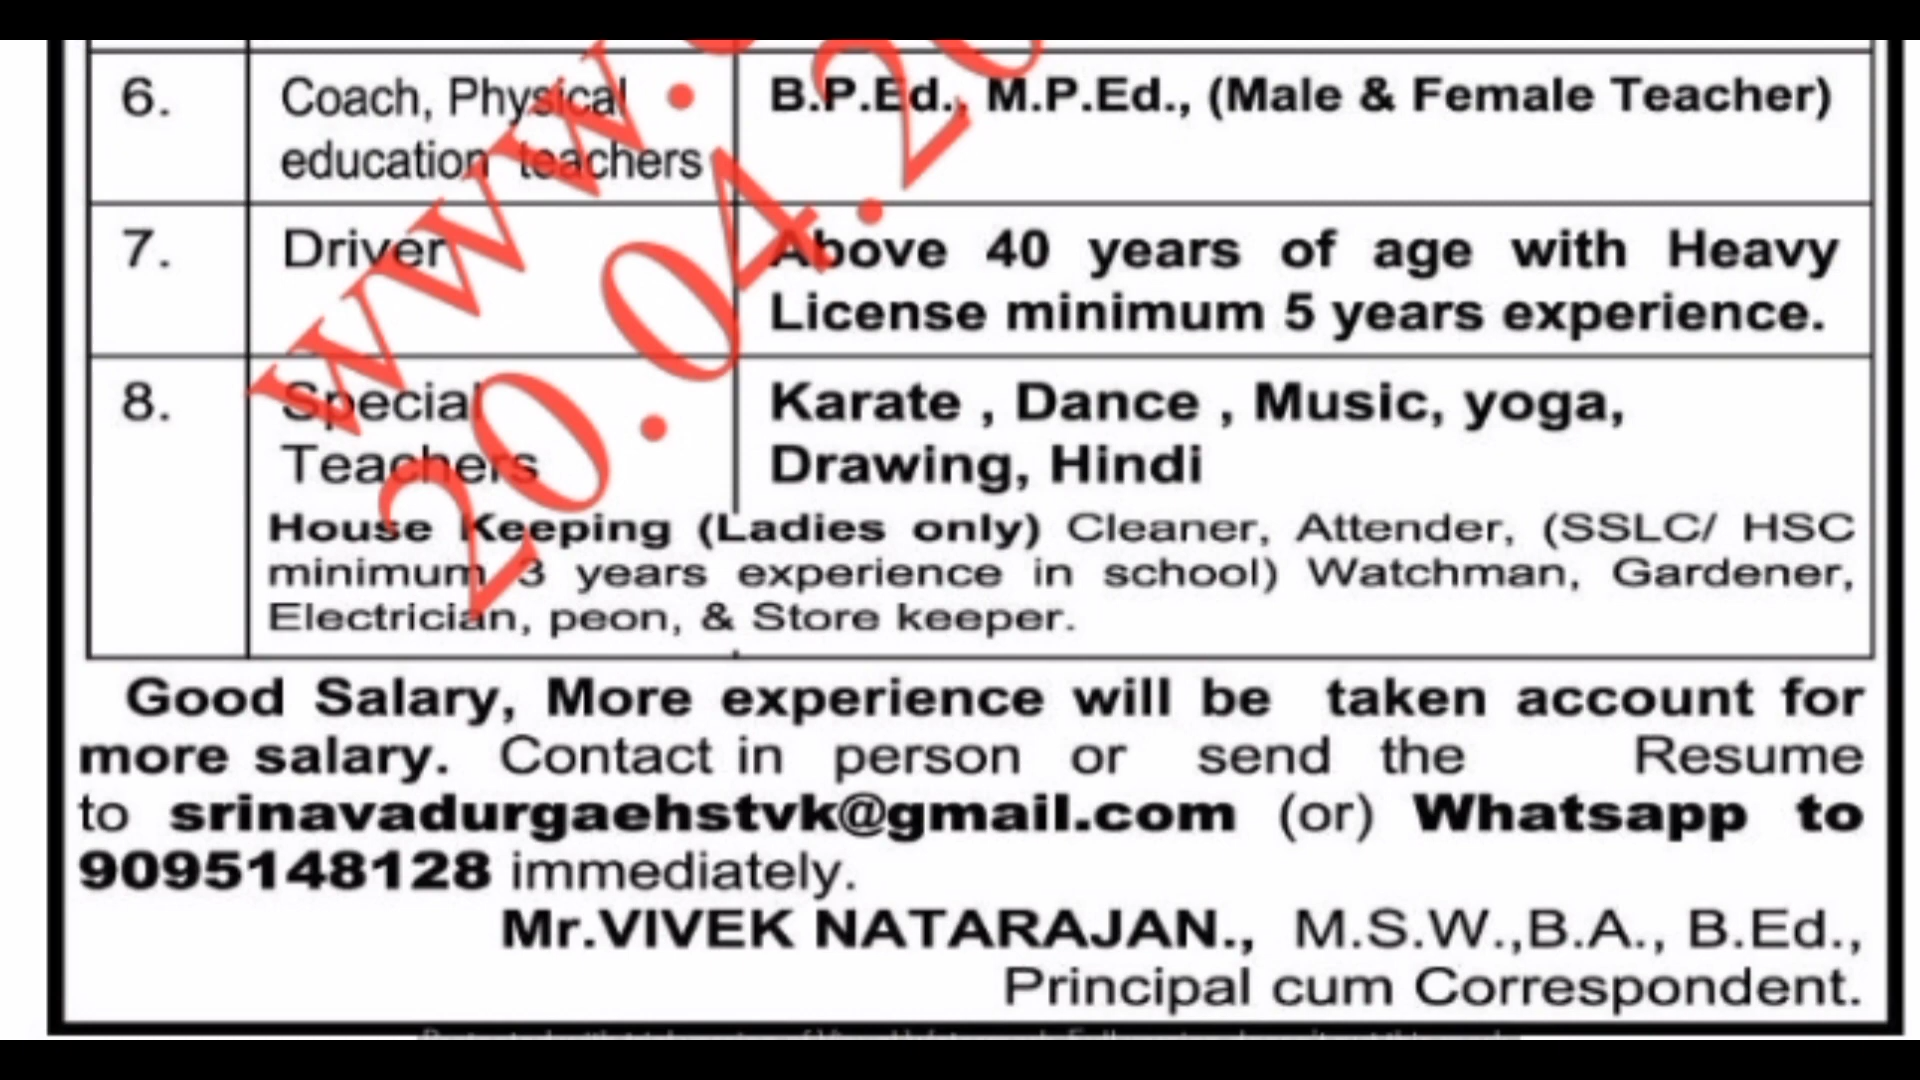 6. Coach, Physical B.P.Ed., M.P.Ed., (Male & Female Teacher)
education teachers
7. Driver Above 40 years of age with Heavy
License minimum 5 years experience.
8. Special Karate , Dance , Music, yoga,
Teachers Drawing, Hindi
House Keeping (Ladies only) Cleaner, Attender, (SSLC/ HSC
minimum 3 years experience in school) Watchman, Gardener,
Electrician, peon, & Store keeper.
Good Salary, More experience will be taken account for
more salary. Contact in person or send the Resume
to srinavadurgaehstvk@gmail.com (or) Whatsapp to
9095148128 immediately.
Mr.VIVEK NATARAJAN., M.S.W.,B.A., B.Ed.,
Principal cum Correspondent.
www.
20.04.20